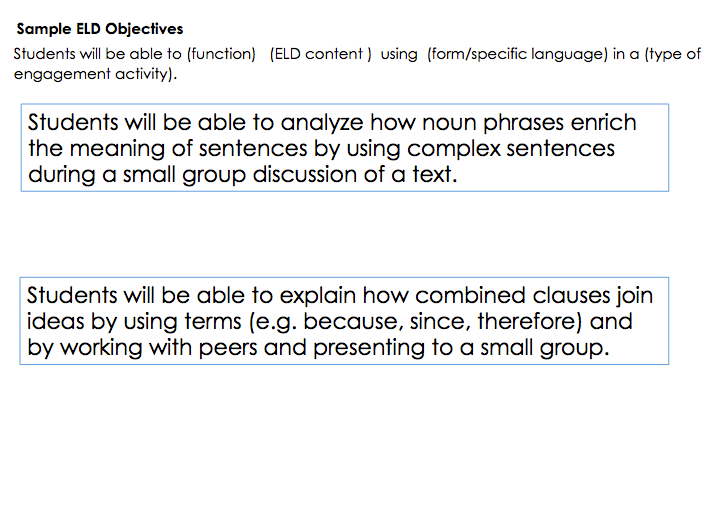 Sample ELD Objectives
Students will be able to (function)   (ELD content )  using  (form/specific language) in a (type of
engagement activity).
Students will be able to analyze how noun phrases enrich
the meaning of sentences by using complex sentences
during a small group discussion of a text.
Students will be able to explain how combined clauses join
ideas by using terms (e.g. because, since, therefore) and
by working with peers and presenting to a small group.